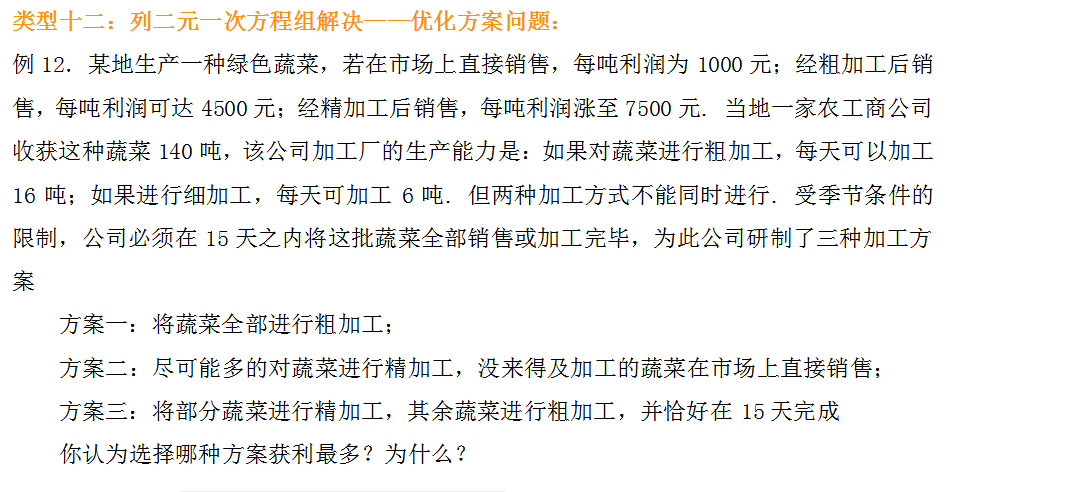 类型十二：列二元一次方程组解决——优化方案问题：
例 12．某地生产一种绿色蔬菜，若在市场上直接销售，每吨利润为 1000 元；经粗加工后销
售，每吨利润可达 4500 元；经精加工后销售，每吨利润涨至 7500 元．当地一家农工商公司
收获这种蔬菜 140 吨，该公司加工厂的生产能力是：如果对蔬菜进行粗加工，每天可以加工
16 吨；如果进行细加工，每天可加工 6 吨．但两种加工方式不能同时进行．受季节条件的
限制，公司必须在 15 天之内将这批蔬菜全部销售或加工完毕，为此公司研制了三种加工方
案
方案一：将蔬菜全部进行粗加工；
方案二：尽可能多的对蔬菜进行精加工，没来得及加工的蔬菜在市场上直接销售；
方案三：将部分蔬菜进行精加工，其余蔬菜进行粗加工，并恰好在 15 天完成
你认为选择哪种方案获利最多？为什么？